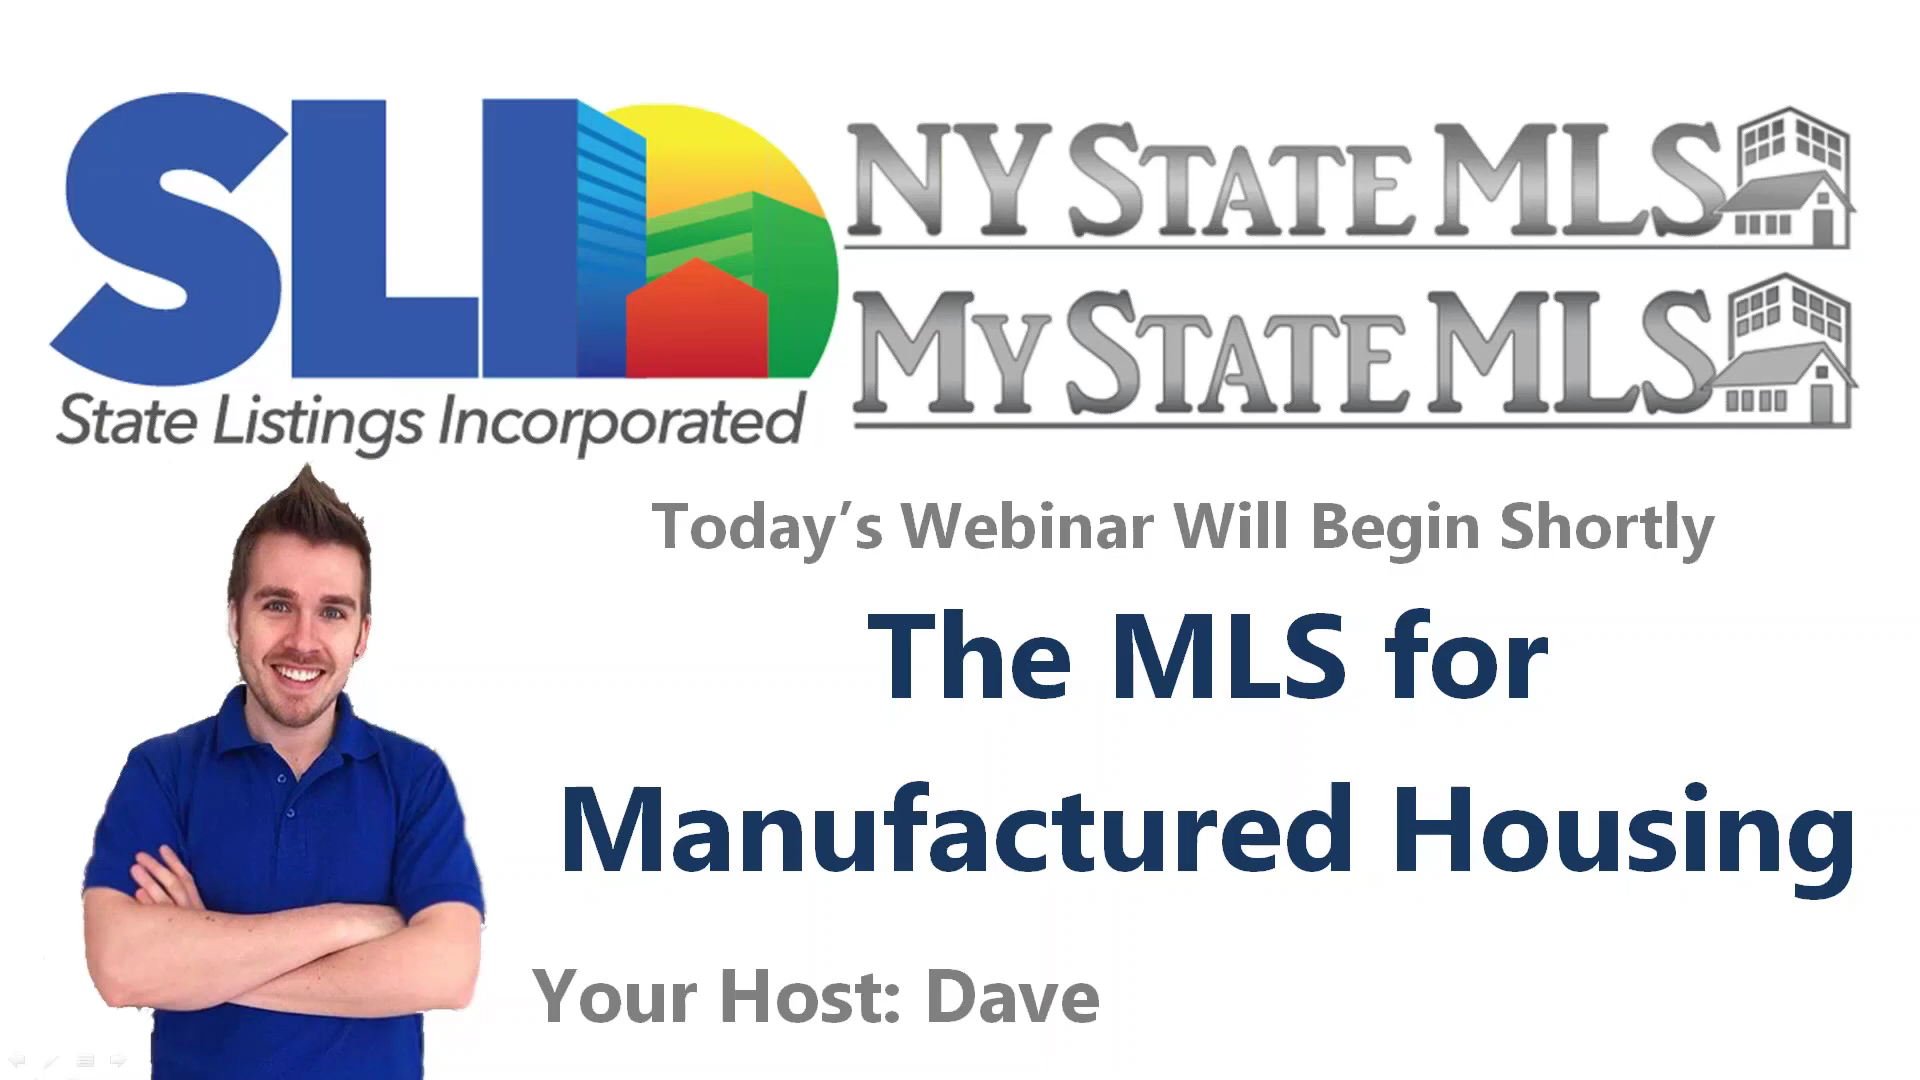 SLI
State Listings Incorporated
NY STATE MLS
MY STATE MLS
Today’s Webinar Will Begin Shortly
The MLS for
Manufactured Housing
Your Host: Dave